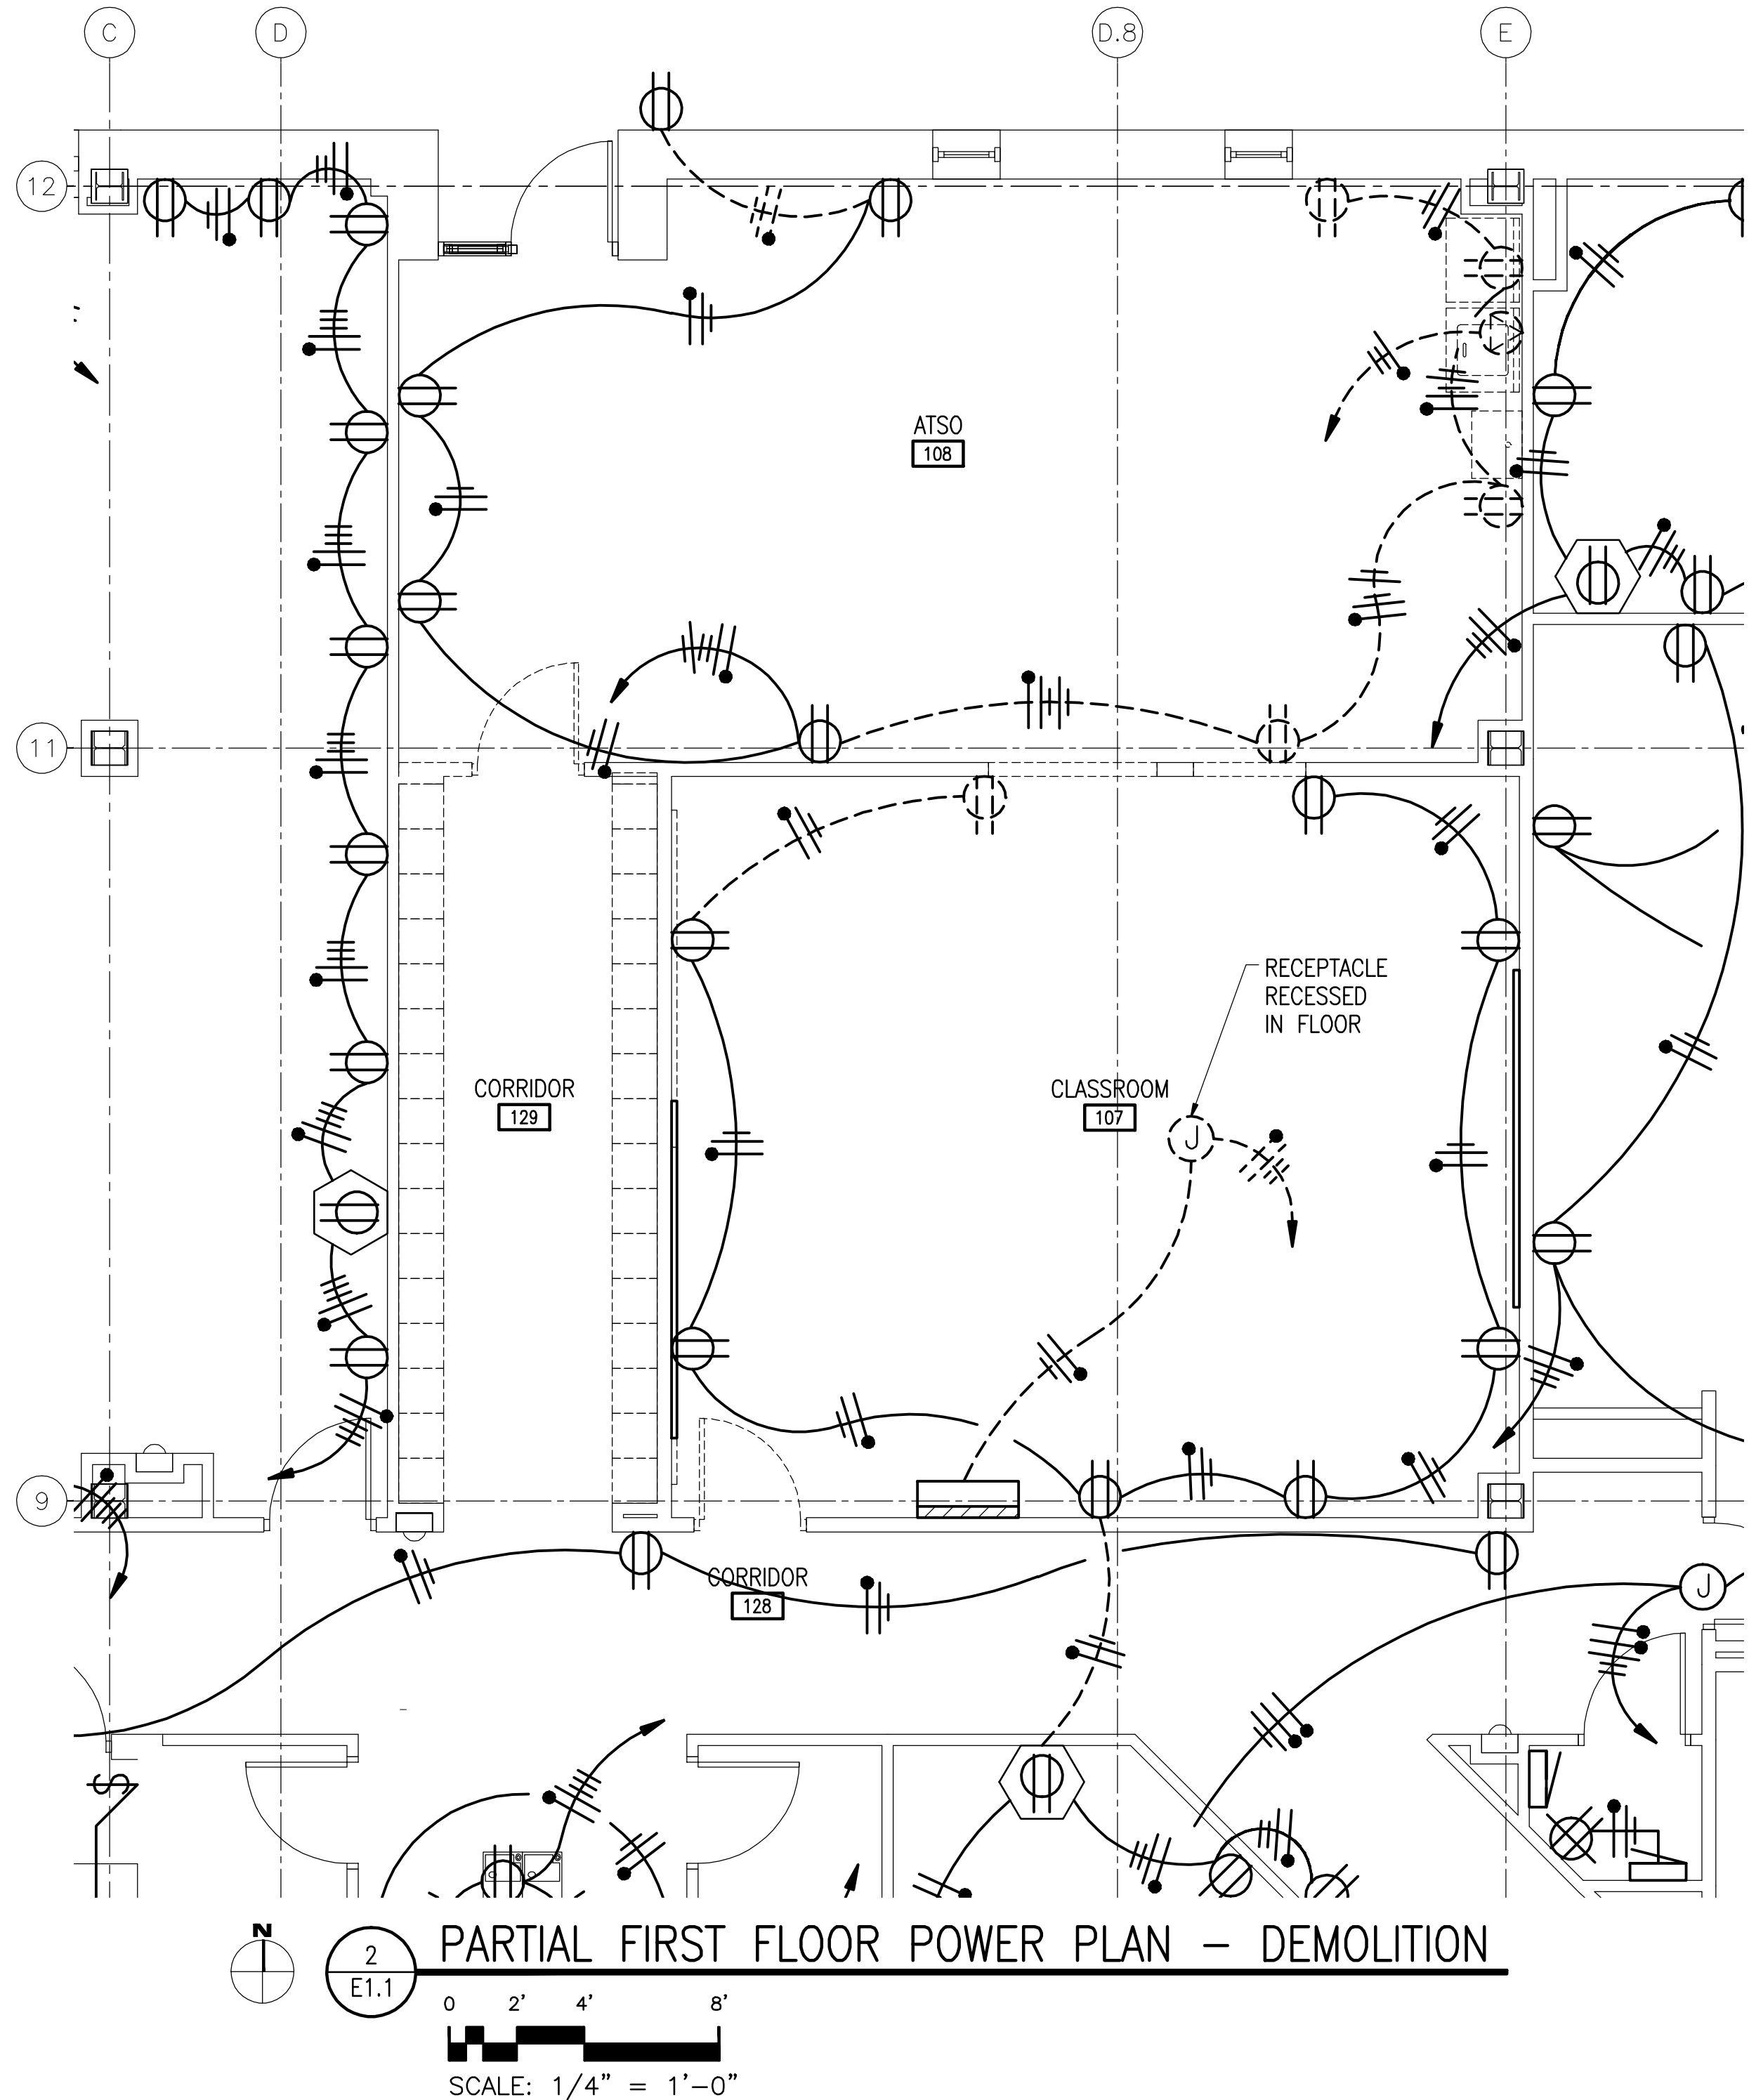 C
D
D.8
E
12
ATSO
108
11
RECEPTACLE
RECESSED
IN FLOOR
CORRIDOR
129
CLASSROOM
107
J
9
CORRIDOR
128
J
S
N
2
E1.1
PARTIAL FIRST FLOOR POWER PLAN – DEMOLITION
0 2' 4' 8'
SCALE: 1/4" = 1'–0"